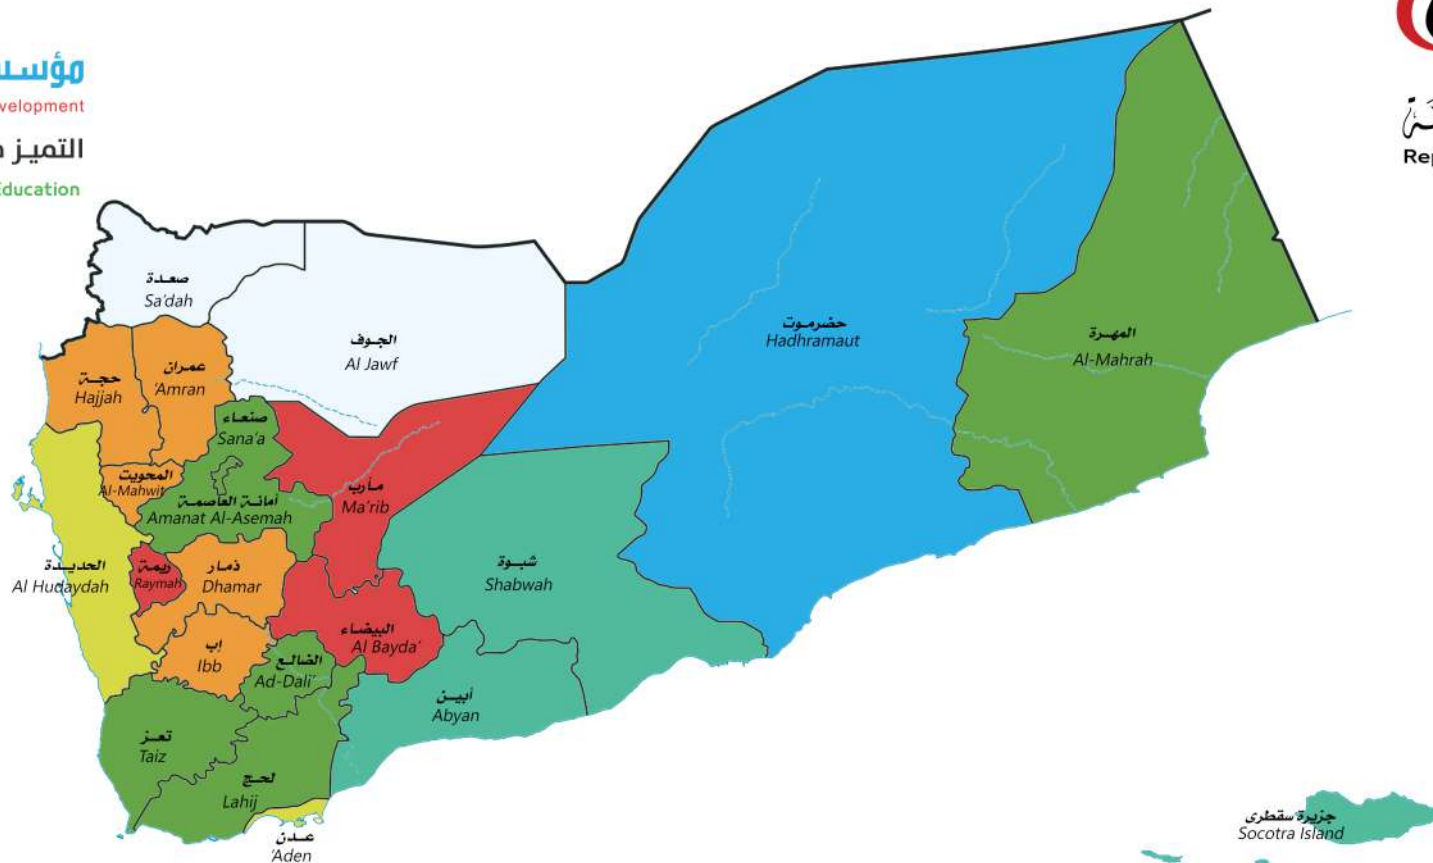 مؤسس
velopment
التميز
Education
Rep
صعدة
Sa'dah
الجوف
Al Jawf
حضرموت
Hadhramaut
المهرة
Al-Mahrah
حجة
Hajjah
عمران
'Amran
صنعاء
Sana'a
المحويت
Al-Mahwit
أمانة العاصمة
Amanat Al-Asemah
مأرب
Ma'rib
الحديدة
Al Hudaydah
ريمة
Raymah
ذمار
Dhamar
شبوة
Shabwah
البيضاء
Al Bayda'
إب
Ibb
الضالع
Ad-Dali'
أبين
Abyan
تعز
Taiz
لحج
Lahij
عدن
'Aden
جزيرة سقطرى
Socotra Island